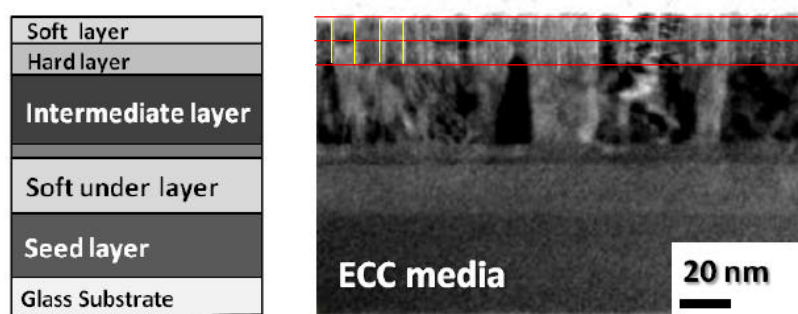 Soft layer
Hard layer
Intermediate layer
Soft under layer
Seed layer
Glass Substrate
ECC media
20 nm